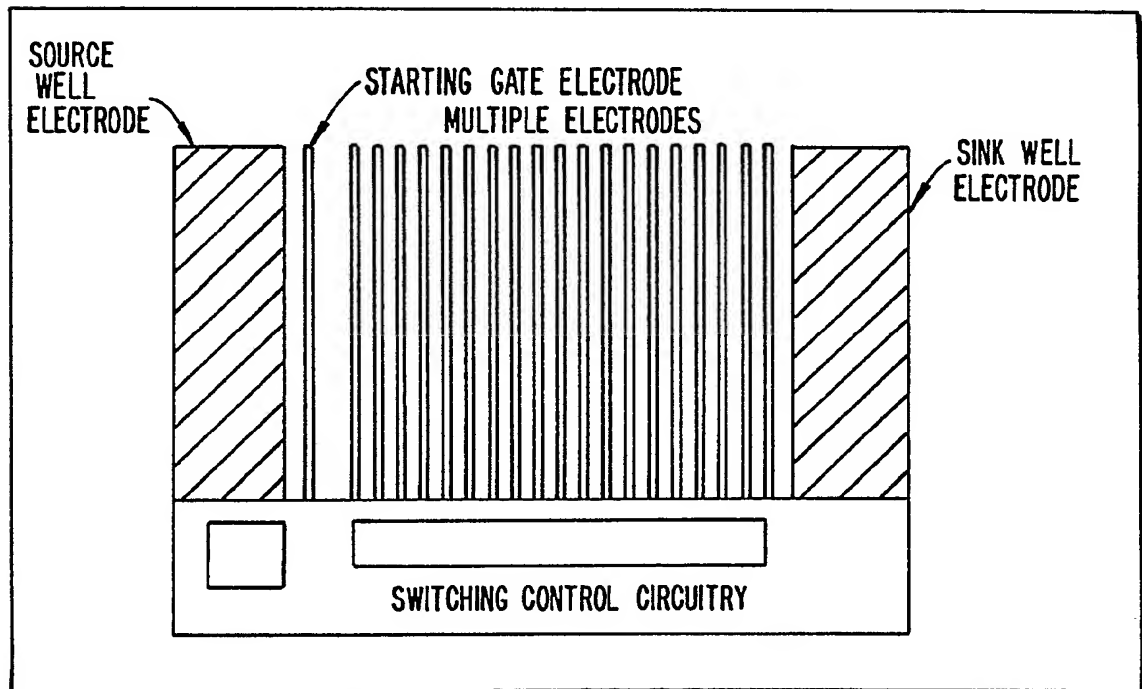 SOURCE
WELL
ELECTRODE
STARTING GATE ELECTRODE
MULTIPLE ELECTRODES
SINK WELL
ELECTRODE
SWITCHING CONTROL CIRCUITRY